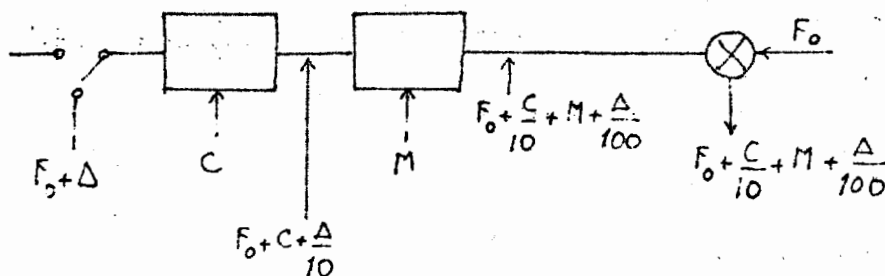 F₀
F₀ + C/10 + M + Δ/100
F₀ + C/10 + M + Δ/100
F₀ + Δ
C
M
F₀ + C + Δ/10